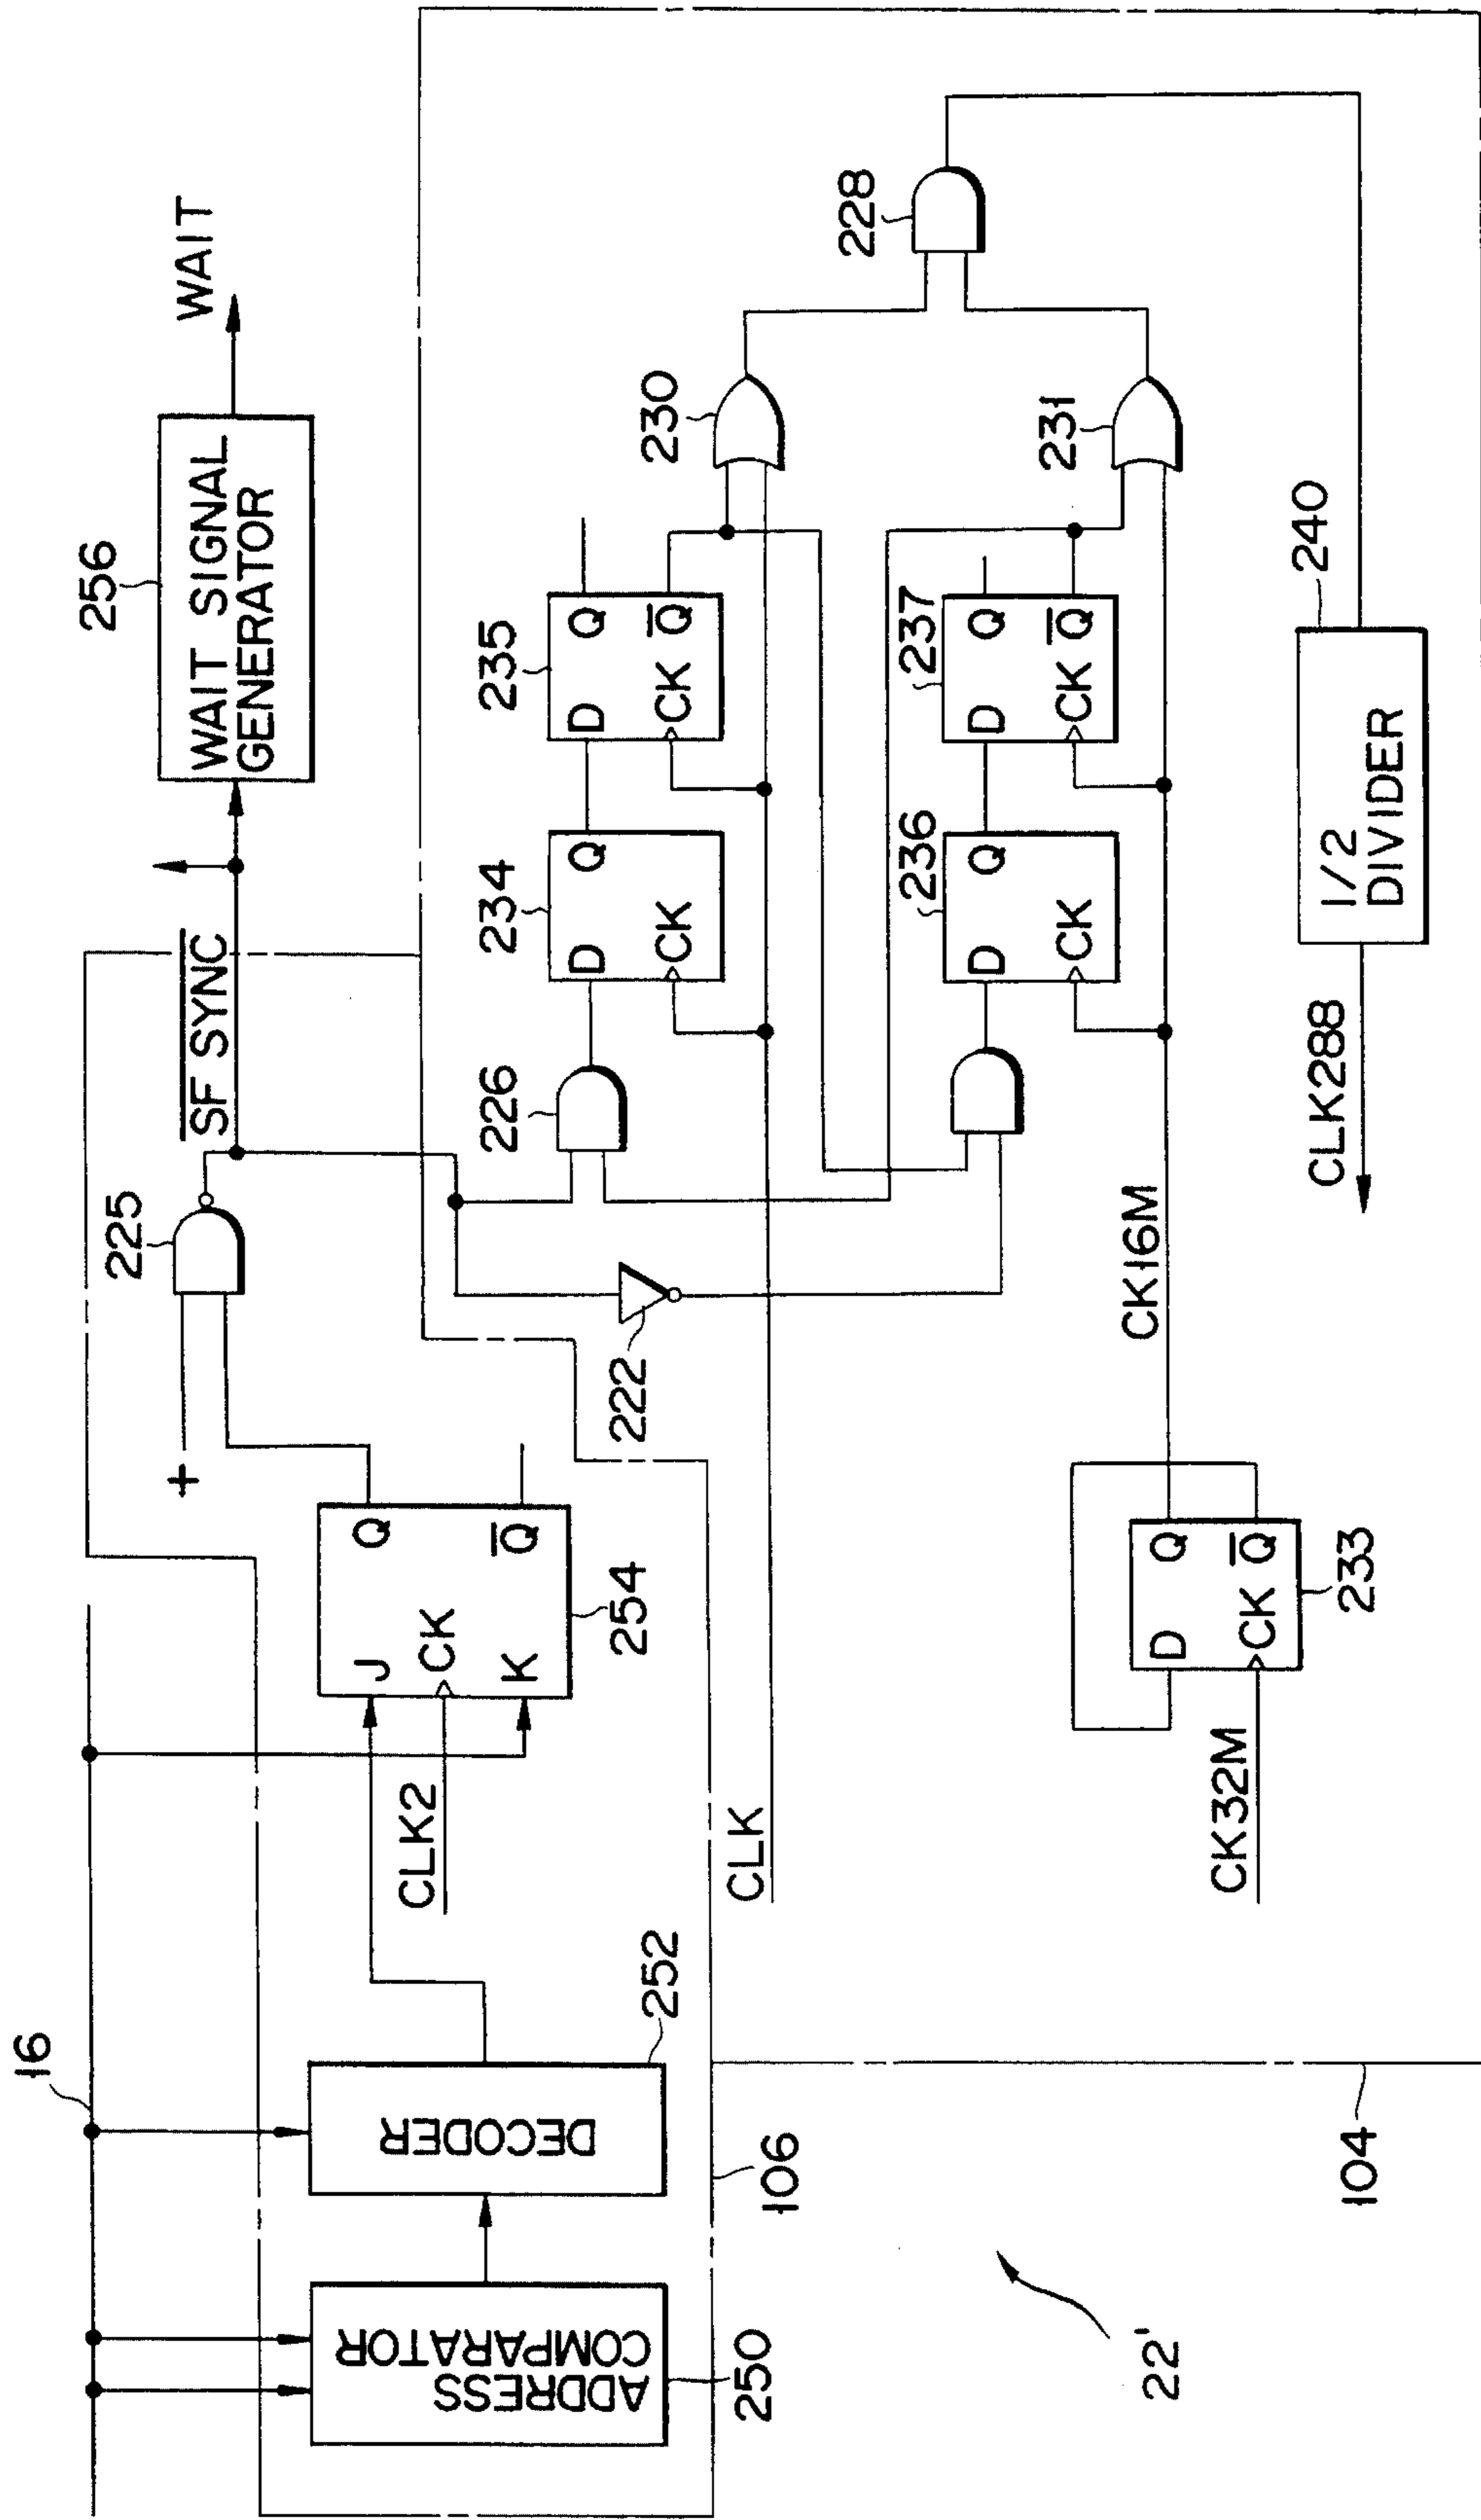 16
ADDRESS
COMPARATOR
250
DECODER
252
106
CLK2
J
CK
K
Q
Q
254
+
225
SF SYNC
256
WAIT SIGNAL
GENERATOR
WAIT
CLK
222
226
D
CK
Q
234
D
CK
Q
Q
235
230
228
CK32M
D
CK
Q
Q
233
CK16M
D
CK
Q
236
D
CK
Q
Q
237
231
CLK288
1/2
DIVIDER
240
104
22'